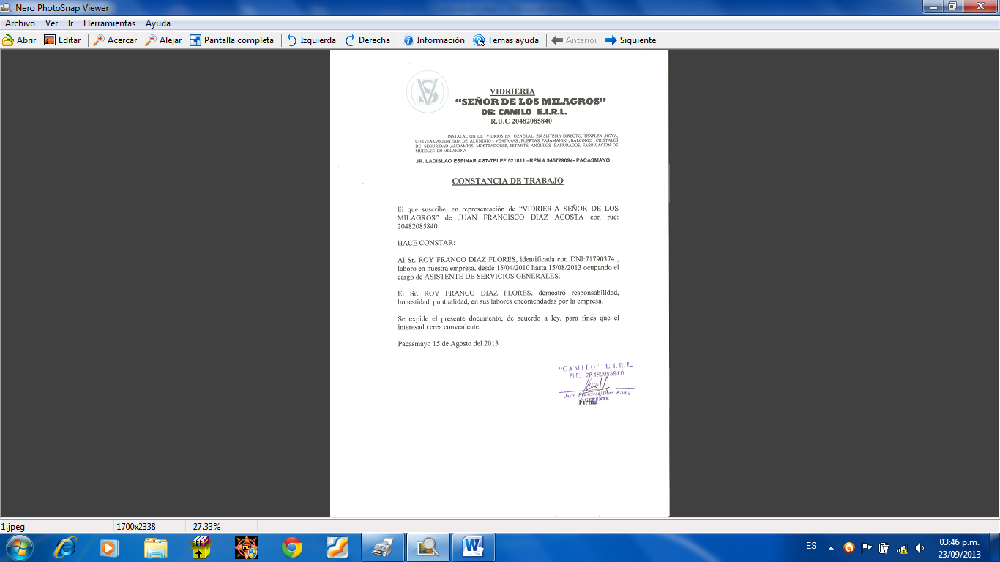 Nero PhotoSnap Viewer
Archivo Ver Ir Herramientas Ayuda
Abrir Editar Acercar Alejar Pantalla completa Izquierda Derecha Información Temas ayuda Anterior Siguiente
VIDRIERIA
“SEÑOR DE LOS MILAGROS”
DE: CAMILO E.I.R.L.
R.U.C 20482085840
INSTALACION DE VIDRIOS EN GENERAL, EN SISTEMA DIRECTO, TEXPLEX ,NOVA,
CURVEX,CARPINTERIA DE ALUMINIO – VENTANAS , PUERTAS, PASAMANOS , BALCONES , CRISTALES
DE SEGURIDAD ,ANDAMIOS, MOSTRADORES, ESTANTE, ANGULOS RANURADOS, FABRICACION DE
MUEBLES EN MELAMINA
JR. LADISLAO ESPINAR # 87-TELEF.521811 –RPM # 945729094- PACASMAYO
CONSTANCIA DE TRABAJO
El que suscribe, en representación de “VIDRIERIA SEÑOR DE LOS
MILAGROS” de JUAN FRANCISCO DIAZ ACOSTA con ruc:
20482085840
HACE CONSTAR:
Al Sr. ROY FRANCO DIAZ FLORES, identificada con DNI:71790374 ,
laboro en nuestra empresa, desde 15/04/2010 hasta 15/08/2013 ocupando el
cargo de ASISTENTE DE SERVICIOS GENERALES.
El Sr. ROY FRANCO DIAZ FLORES, demostró responsabilidad,
honestidad, puntualidad, en sus labores encomendadas por la empresa.
Se expide el presente documento, de acuerdo a ley, para fines que el
interesado crea conveniente.
Pacasmayo 15 de Agosto del 2013
"CAMILO" E.I.R.L
RUC: 20482085840
Juan Francisco Diaz Acosta
GERENTE
Firma
1.jpeg 1700x2338 27.33%
ES 03:46 p.m.
23/09/2013